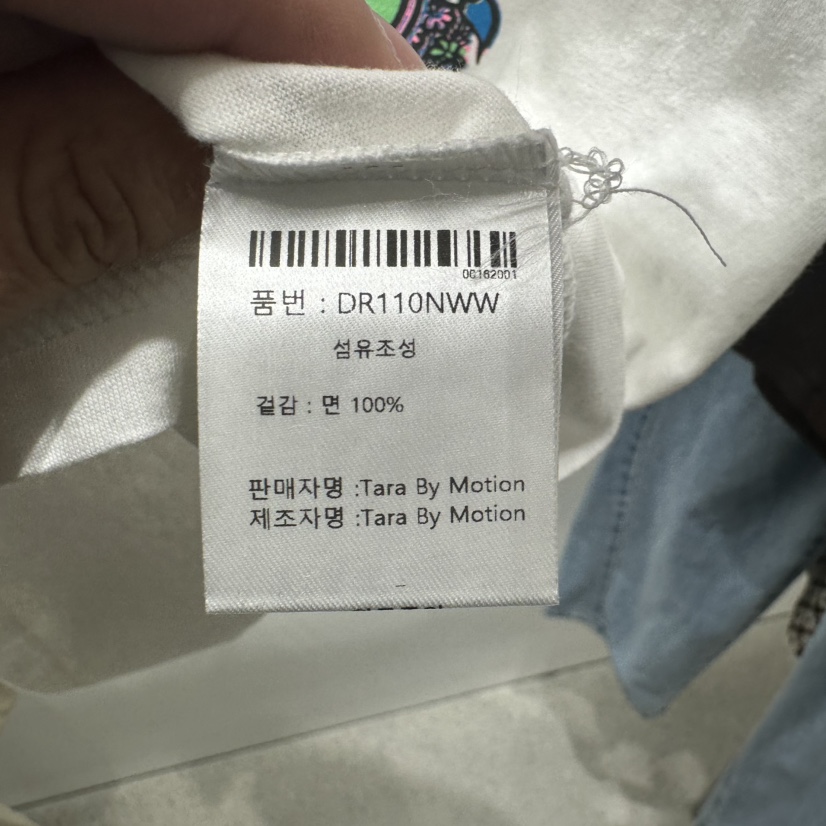 00162001
품번 : DR110NWW
섬유조성
겉감 : 면 100%
판매자명 :Tara By Motion
제조자명 :Tara By Motion